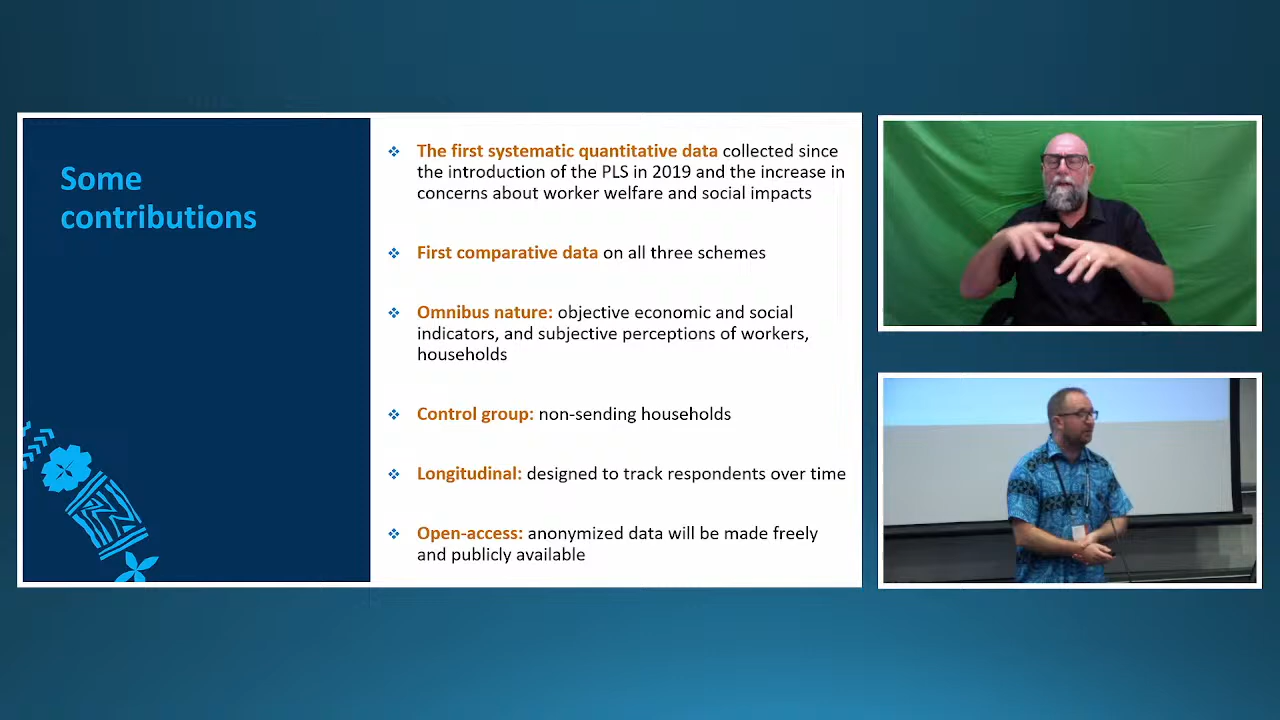 Some
contributions
The first systematic quantitative data collected since
the introduction of the PLS in 2019 and the increase in
concerns about worker welfare and social impacts
First comparative data on all three schemes
Omnibus nature: objective economic and social
indicators, and subjective perceptions of workers,
households
Control group: non-sending households
Longitudinal: designed to track respondents over time
Open-access: anonymized data will be made freely
and publicly available